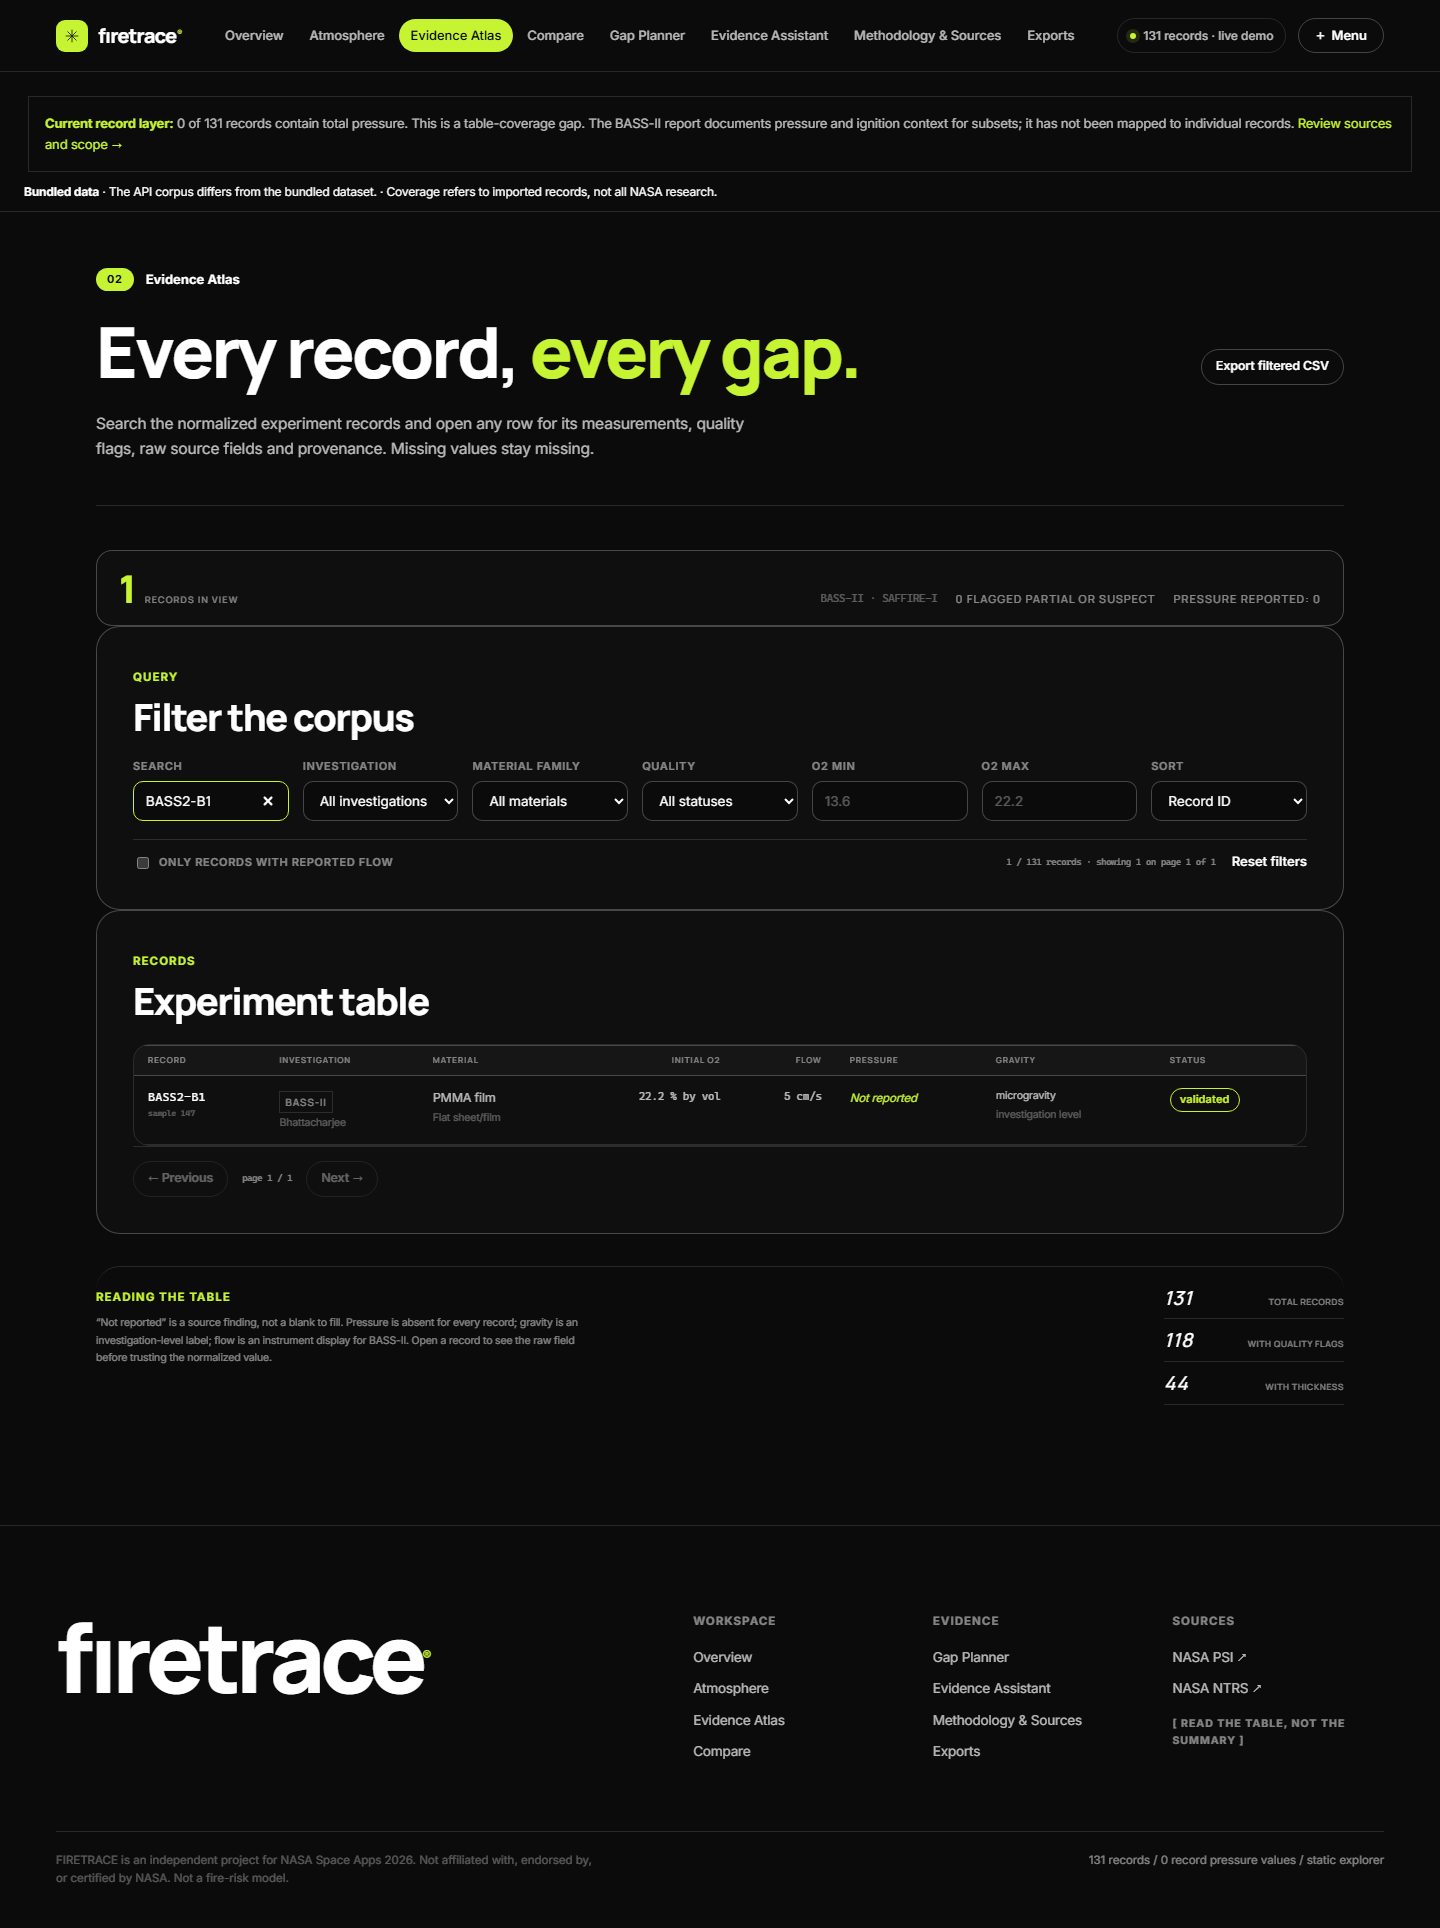 firetrace
Overview Atmosphere Evidence Atlas Compare Gap Planner Evidence Assistant Methodology & Sources Exports
131 records · live demo
+ Menu
Current record layer: 0 of 131 records contain total pressure. This is a table-coverage gap. The BASS-II report documents pressure and ignition context for subsets; it has not been mapped to individual records. Review sources
and scope →
Bundled data · The API corpus differs from the bundled dataset. · Coverage refers to imported records, not all NASA research.
02 Evidence Atlas
Every record, every gap.
Export filtered CSV
Search the normalized experiment records and open any row for its measurements, quality
flags, raw source fields and provenance. Missing values stay missing.
1 RECORDS IN VIEW
BASS-II · SAFFIRE-I 0 FLAGGED PARTIAL OR SUSPECT PRESSURE REPORTED: 0
QUERY
Filter the corpus
SEARCH INVESTIGATION MATERIAL FAMILY QUALITY O2 MIN O2 MAX SORT
BASS2-B1 × All investigations All materials All statuses 13.6 22.2 Record ID
ONLY RECORDS WITH REPORTED FLOW
1 / 131 records · showing 1 on page 1 of 1 Reset filters
RECORDS
Experiment table
RECORD INVESTIGATION MATERIAL INITIAL O2 FLOW PRESSURE GRAVITY STATUS
BASS2-B1 BASS-II PMMA film 22.2 % by vol 5 cm/s Not reported microgravity validated
sample 147 Bhattacharjee Flat sheet/film investigation level
← Previous page 1 / 1 Next →
READING THE TABLE
"Not reported" is a source finding, not a blank to fill. Pressure is absent for every record; gravity is an
investigation-level label; flow is an instrument display for BASS-II. Open a record to see the raw field
before trusting the normalized value.
131 TOTAL RECORDS
118 WITH QUALITY FLAGS
44 WITH THICKNESS
firetrace
WORKSPACE
Overview
Atmosphere
Evidence Atlas
Compare
EVIDENCE
Gap Planner
Evidence Assistant
Methodology & Sources
Exports
SOURCES
NASA PSI ↗
NASA NTRS ↗
[ READ THE TABLE, NOT THE
SUMMARY ]
FIRETRACE is an independent project for NASA Space Apps 2026. Not affiliated with, endorsed by,
or certified by NASA. Not a fire-risk model.
131 records / 0 record pressure values / static explorer